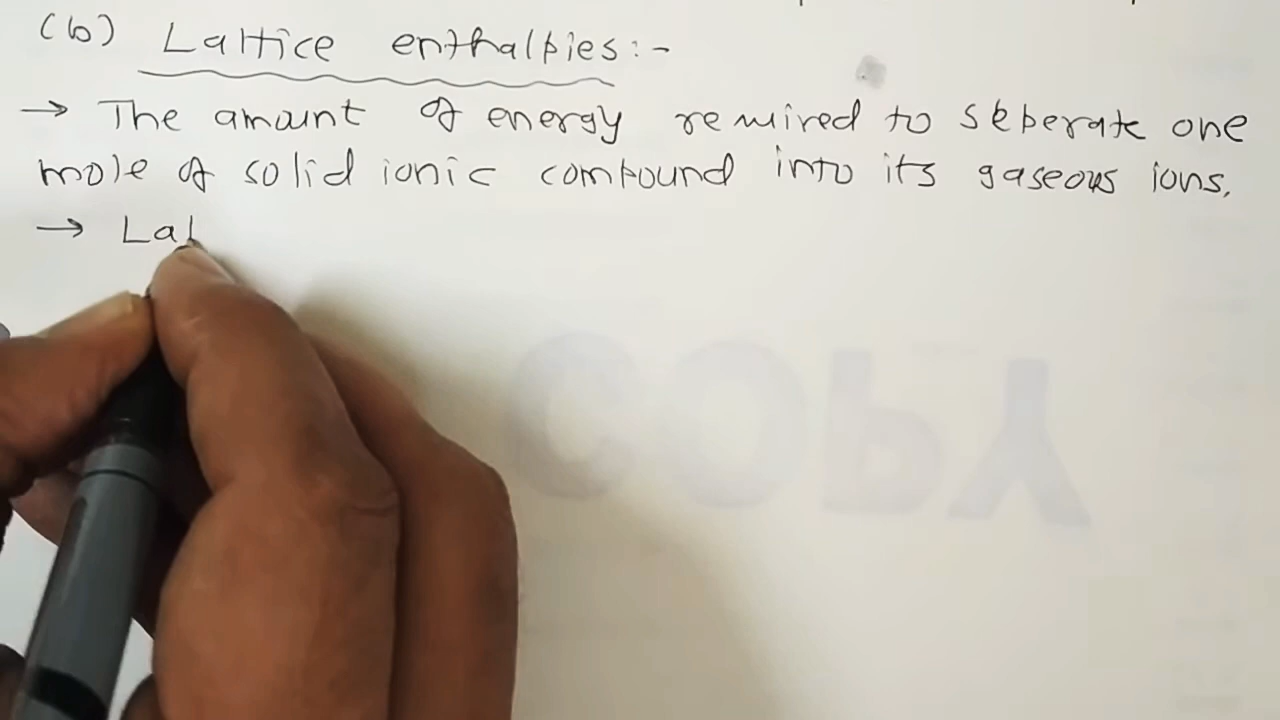 (b) Lattice enthalpies:-
→ The amount of energy required to seperate one
mole of solid ionic compound into its gaseous ions.
→ Lat